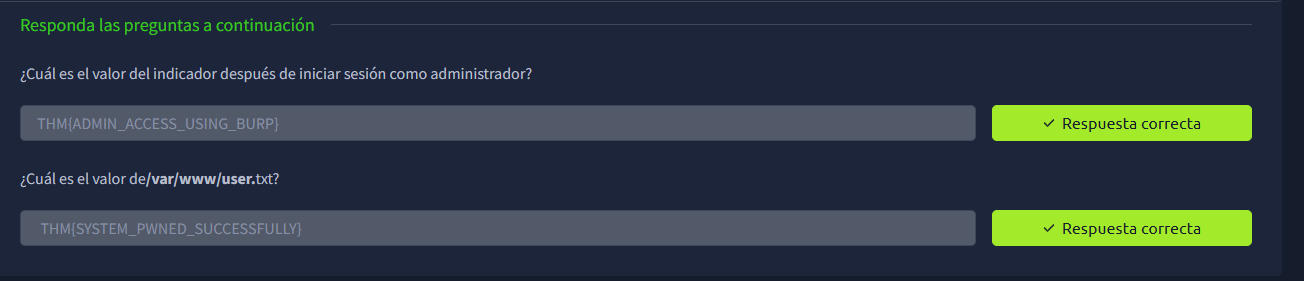 Responda las preguntas a continuación
¿Cuál es el valor del indicador después de iniciar sesión como administrador?
THM{ADMIN_ACCESS_USING_BURP}
✓ Respuesta correcta
¿Cuál es el valor de/var/www/user.txt?
THM{SYSTEM_PWNED_SUCCESSFULLY}
✓ Respuesta correcta